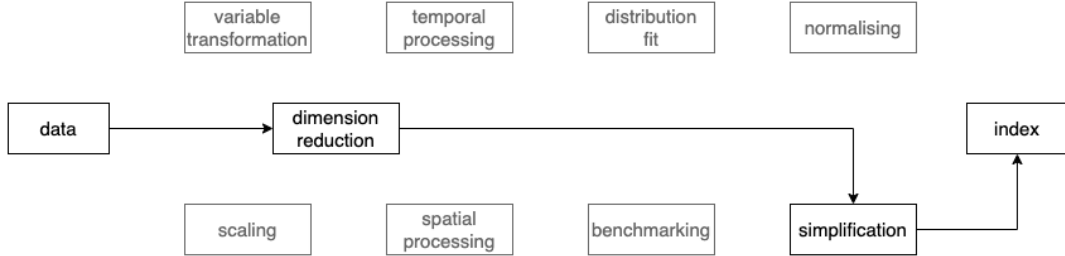 variable
transformation
temporal
processing
distribution
fit
normalising
data
dimension
reduction
index
scaling
spatial
processing
benchmarking
simplification